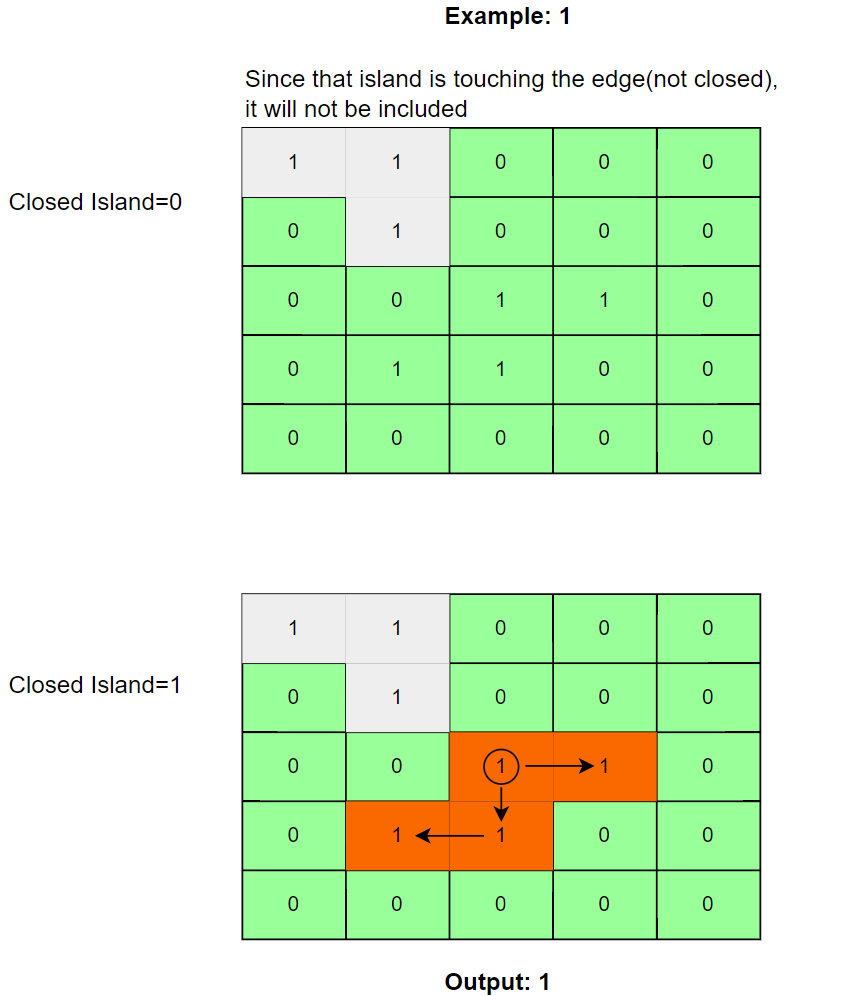 Example: 1
Since that island is touching the edge(not closed),
it will not be included
1 1 0 0 0
Closed Island=0
0 1 0 0 0
0 0 1 1 0
0 1 1 0 0
0 0 0 0 0
1 1 0 0 0
Closed Island=1
0 1 0 0 0
0 0 1 1 0
0 1 1 0 0
0 0 0 0 0
Output: 1